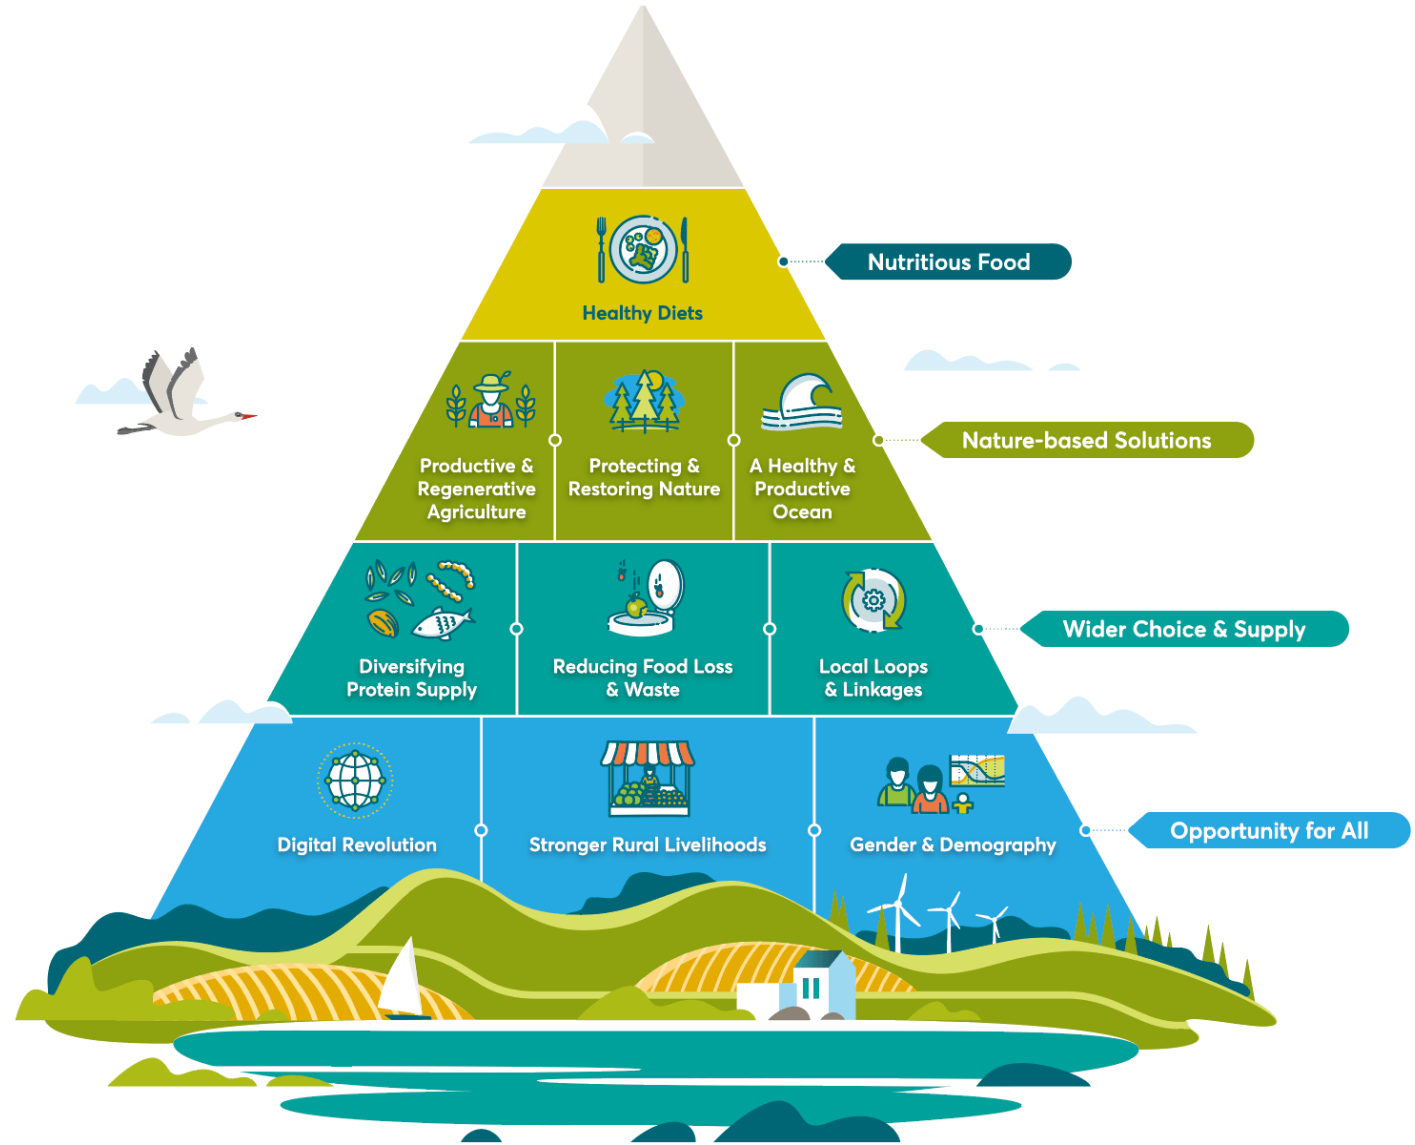 Healthy Diets
Nutritious Food
Productive &
Regenerative
Agriculture
Protecting &
Restoring Nature
A Healthy &
Productive
Ocean
Nature-based Solutions
Diversifying
Protein Supply
Reducing Food Loss
& Waste
Local Loops
& Linkages
Wider Choice & Supply
Digital Revolution
Stronger Rural Livelihoods
Gender & Demography
Opportunity for All